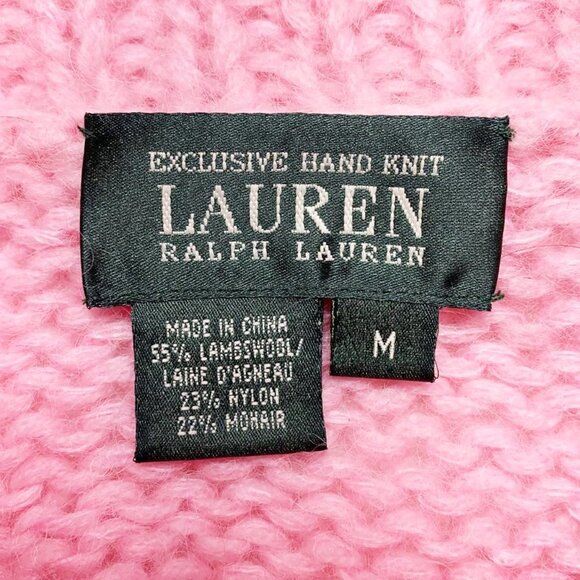 EXCLUSIVE HAND KNIT
LAUREN
RALPH LAUREN
MADE IN CHINA
55% LAMBSWOOL/
LAINE D'AGNEAU
23% NYLON
22% MOHAIR
M